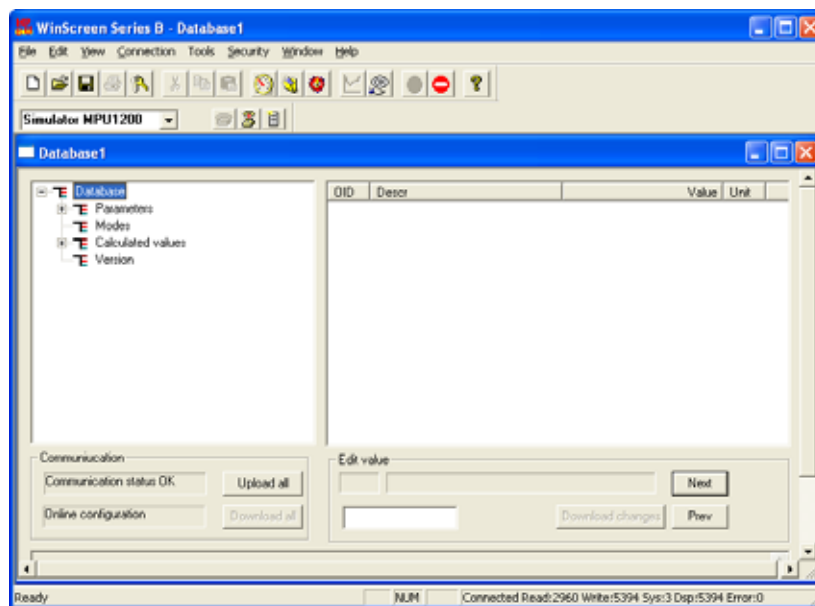 WinScreen Series B - Database1
File Edit View Connection Tools Security Window Help
Simulator MPU1200
Database1
Database
Parameters
Modes
Calculated values
Version
OID Descr Value Unit
Communiucation
Communication status OK
Upload all
Online configuration
Download all
Edit value
Next
Download changes
Prev
Ready NUM Connected Read:2960 Write:5394 Sys:3 Dsp:5394 Error:0